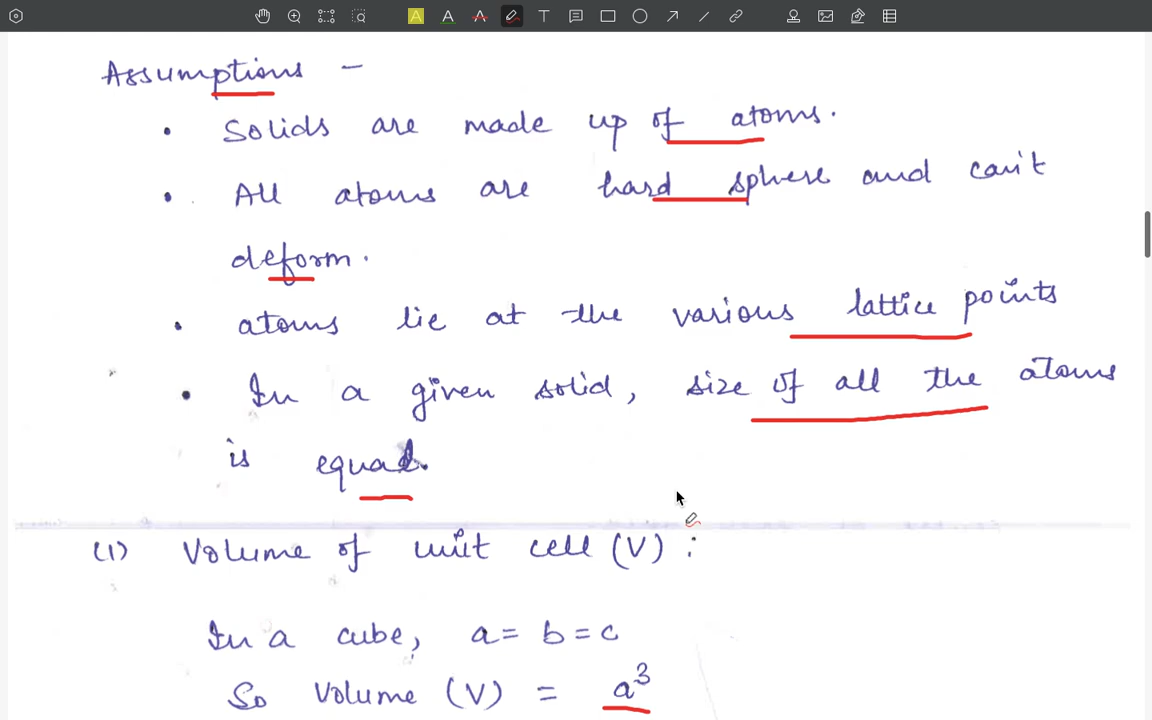 Assumptions -
• Solids are made up of atoms.
• All atoms are hard sphere and can't
deform.
• atoms lie at the various lattice points
• In a given solid, size of all the atoms
is equal.
(1) Volume of unit cell (V) :
In a cube, a = b = c
So Volume (V) = a³